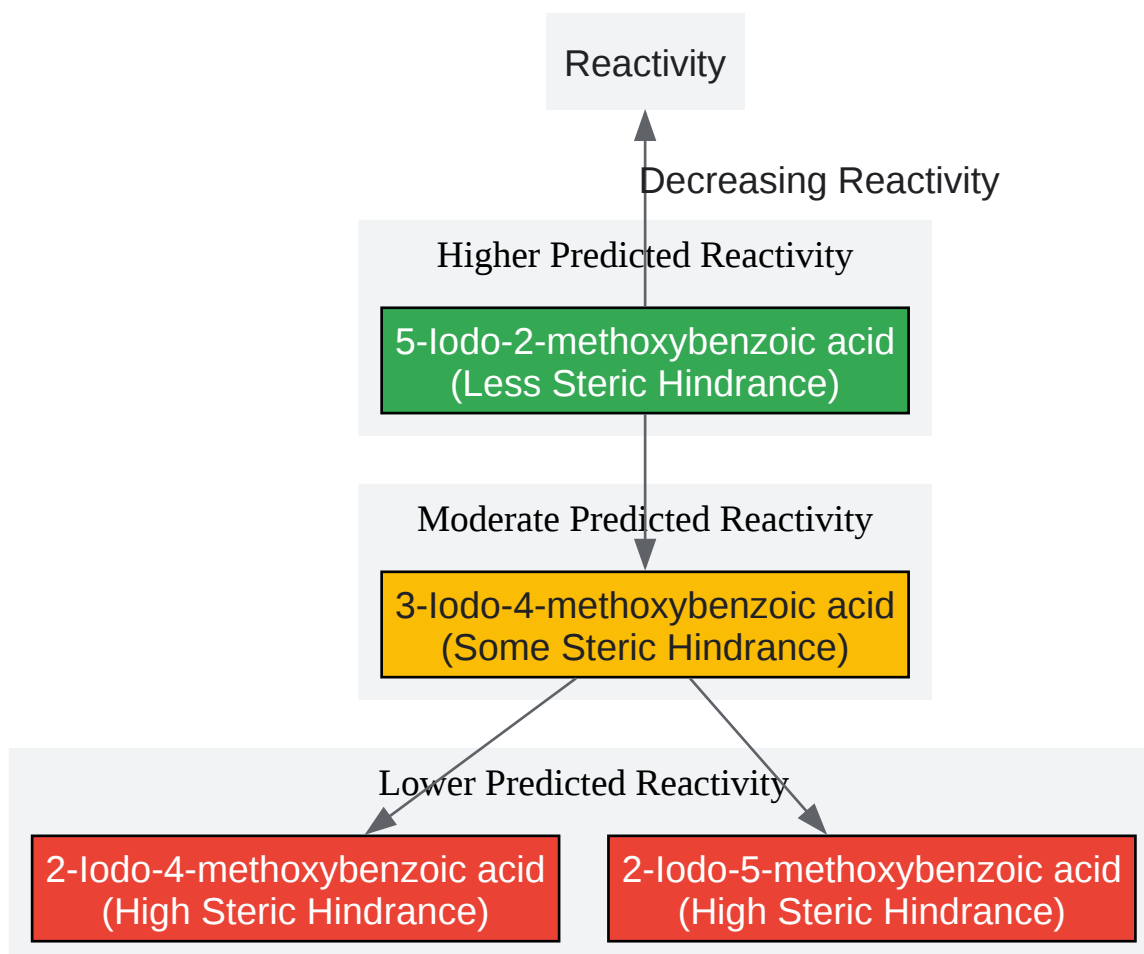 Reactivity
Decreasing Reactivity
Higher Predicted Reactivity
5-Iodo-2-methoxybenzoic acid
(Less Steric Hindrance)
Moderate Predicted Reactivity
3-Iodo-4-methoxybenzoic acid
(Some Steric Hindrance)
Lower Predicted Reactivity
2-Iodo-4-methoxybenzoic acid
(High Steric Hindrance)
2-Iodo-5-methoxybenzoic acid
(High Steric Hindrance)